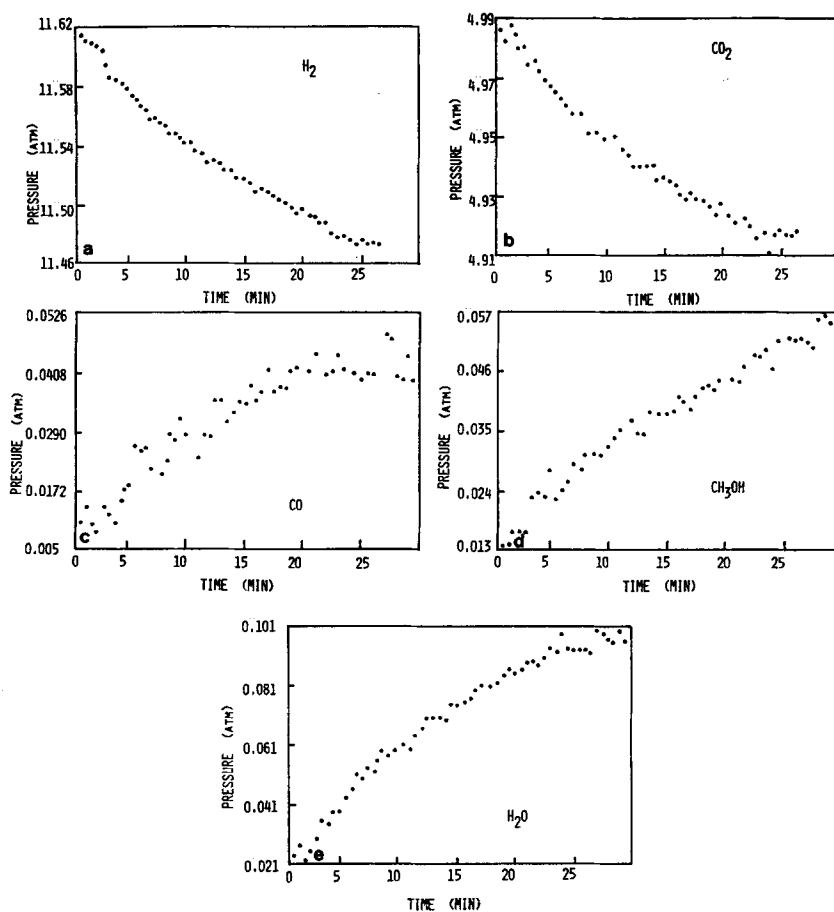 11.62
11.58
11.54
11.50
11.46
PRESSURE (ATM)
H2
a
0 5 10 15 20 25
TIME (MIN)
4.99
4.97
4.95
4.93
4.91
PRESSURE (ATM)
CO2
b
0 5 10 15 20 25
TIME (MIN)
0.0526
0.0408
0.0290
0.0172
0.005
PRESSURE (ATM)
CO
c
0 5 10 15 20 25
TIME (MIN)
0.057
0.046
0.035
0.024
0.013
PRESSURE (ATM)
CH3OH
d
0 5 10 15 20 25
TIME (MIN)
0.101
0.081
0.061
0.041
0.021
PRESSURE (ATM)
H2O
e
0 5 10 15 20 25
TIME (MIN)